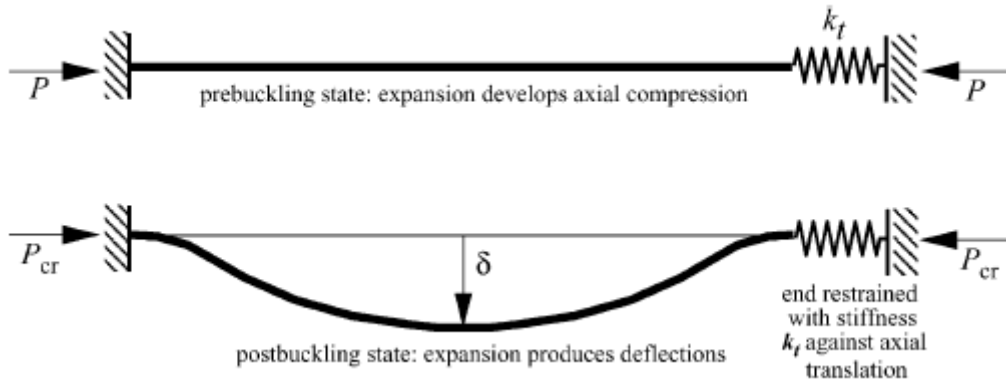 k_t
P
prebuckling state: expansion develops axial compression
P
P_cr
δ
P_cr
postbuckling state: expansion produces deflections
end restrained
with stiffness
k_t against axial
translation